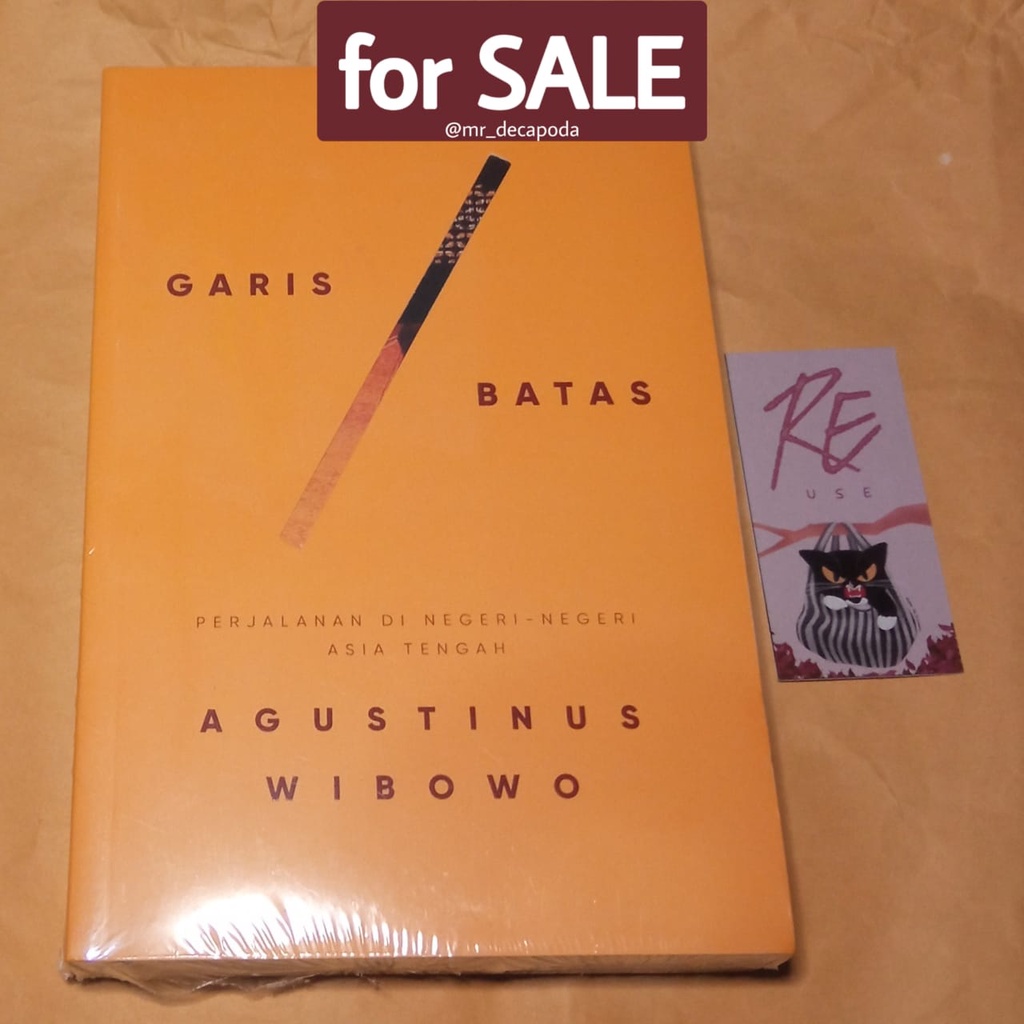 for SALE
@mr_decapoda
GARIS
BATAS
PERJALANAN DI NEGERI-NEGERI
ASIA TENGAH
AGUSTINUS
WIBOWO
RE
USE